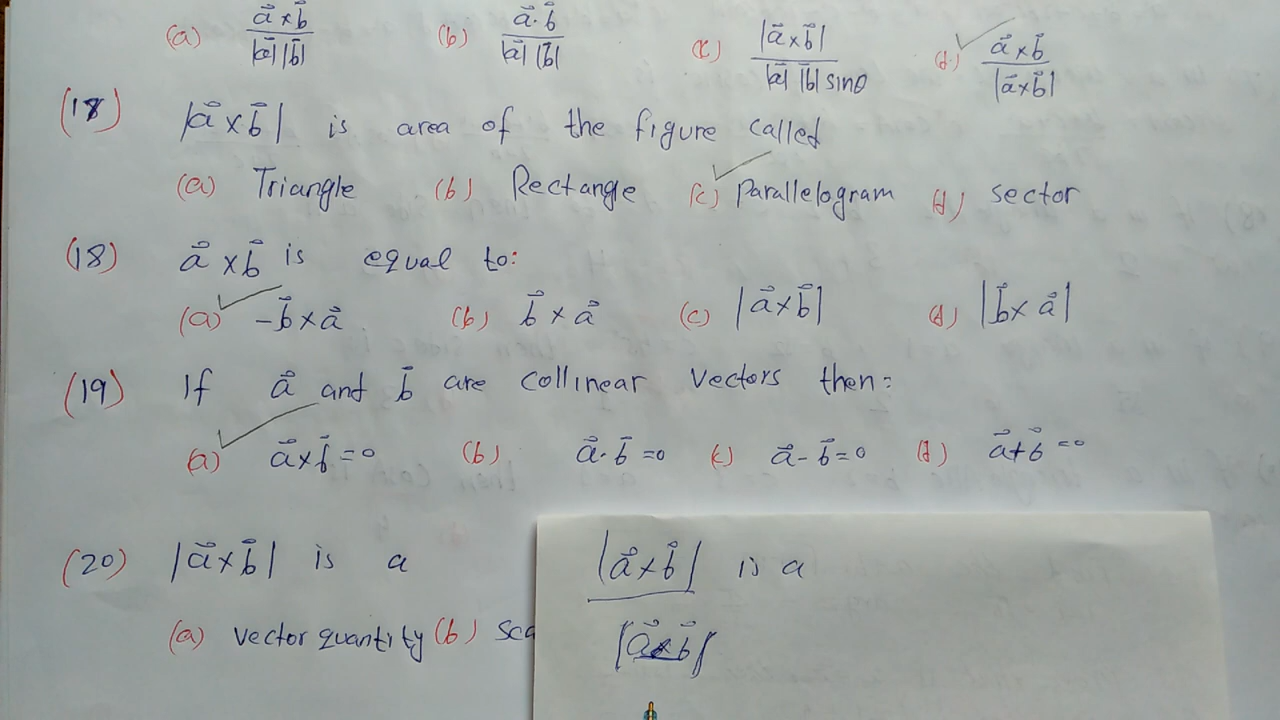 (a) a⃗×b⃗ / |a⃗| |b⃗| (b) a⃗·b⃗ / |a⃗| |b⃗| (c) |a⃗×b⃗| / |a⃗| |b⃗| sinθ (d) a⃗×b⃗ / |a⃗×b⃗|
(18) |a⃗×b⃗| is area of the figure called
(a) Triangle (b) Rectangle (c) parallelogram (d) sector
(18) a⃗×b⃗ is equal to:
(a) -b⃗×a⃗ (b) b⃗×a⃗ (c) |a⃗×b⃗| (d) |b⃗×a⃗|
(19) If a⃗ and b⃗ are collinear vectors then:
(a) a⃗×b⃗=0 (b) a⃗·b⃗=0 (c) a⃗-b⃗=0 (d) a⃗+b⃗=0
(20) |a⃗×b⃗| is a
(a) vector quantity (b) sca
|a⃗×b⃗| is a
|a⃗×b⃗|